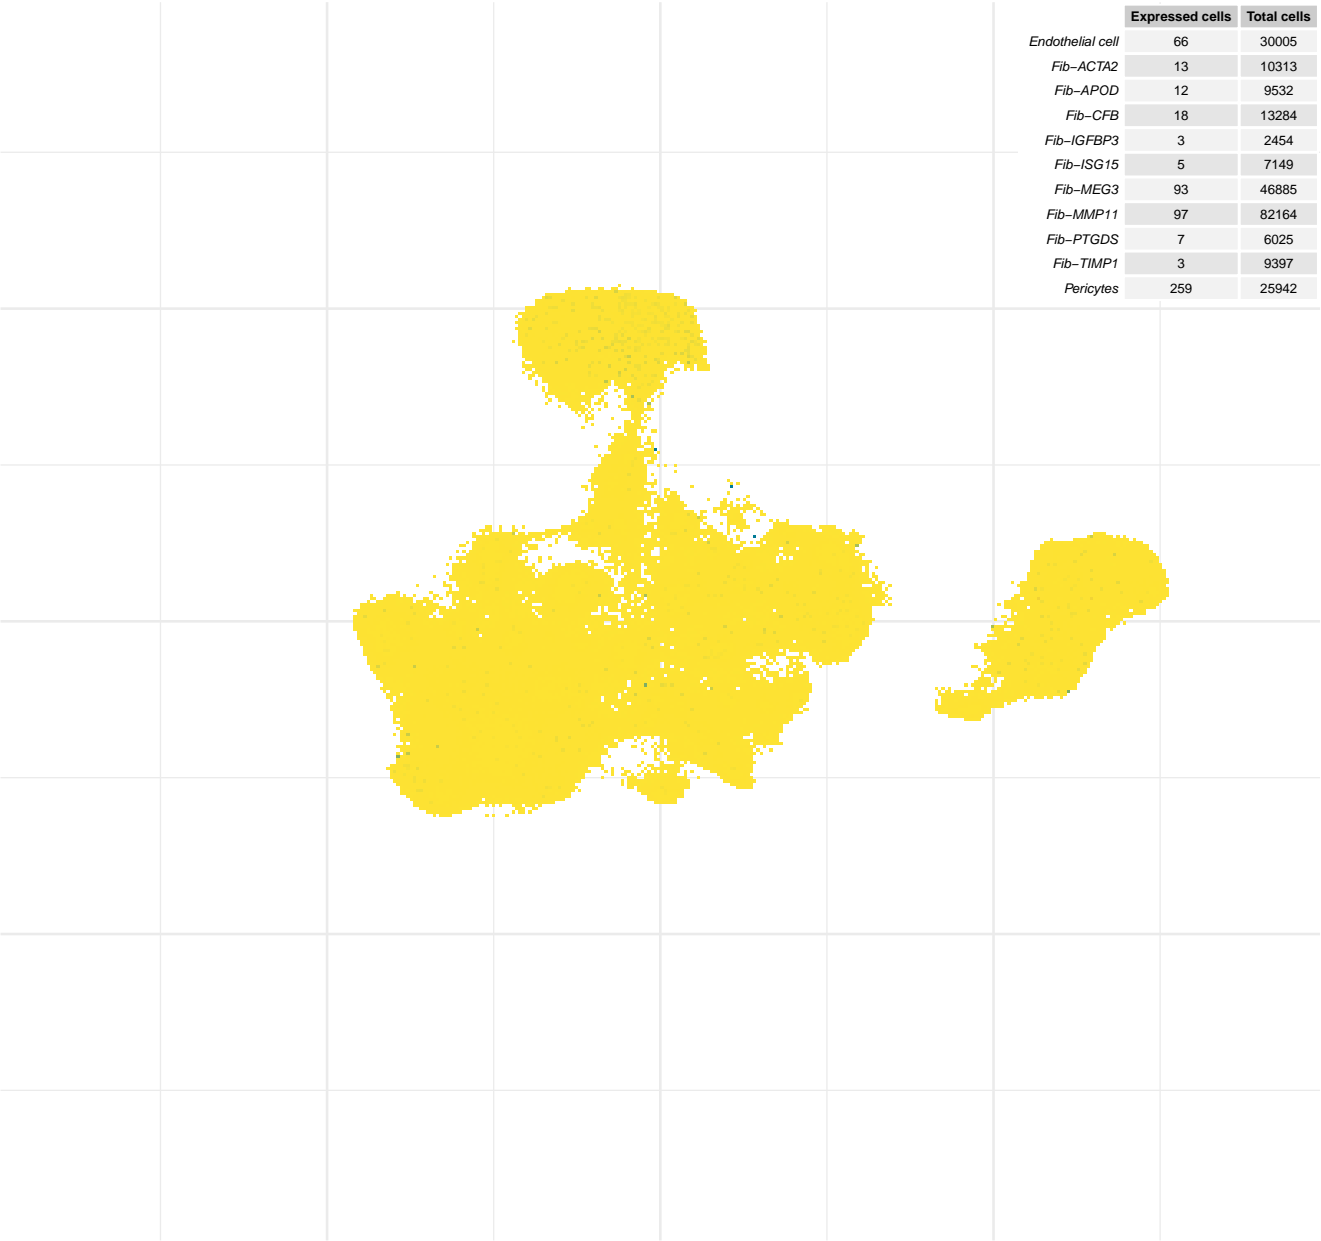 Expressed cells Total cells
Endothelial cell 66 30005
Fib−ACTA2 13 10313
Fib−APOD 12 9532
Fib−CFB 18 13284
Fib−IGFBP3 3 2454
Fib−ISG15 5 7149
Fib−MEG3 93 46885
Fib−MMP11 97 82164
Fib−PTGDS 7 6025
Fib−TIMP1 3 9397
Pericytes 259 25942